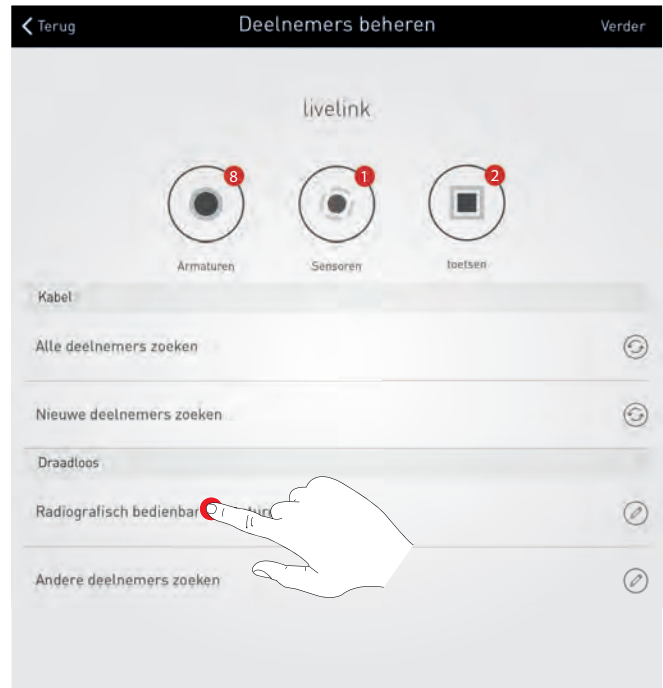 Terug Deelnemers beheren Verder
livelink
8 1 2
Armaturen Sensoren toetsen
Kabel
Alle deelnemers zoeken
Nieuwe deelnemers zoeken
Draadloos
Radiografisch
Andere deelnemers zoeken